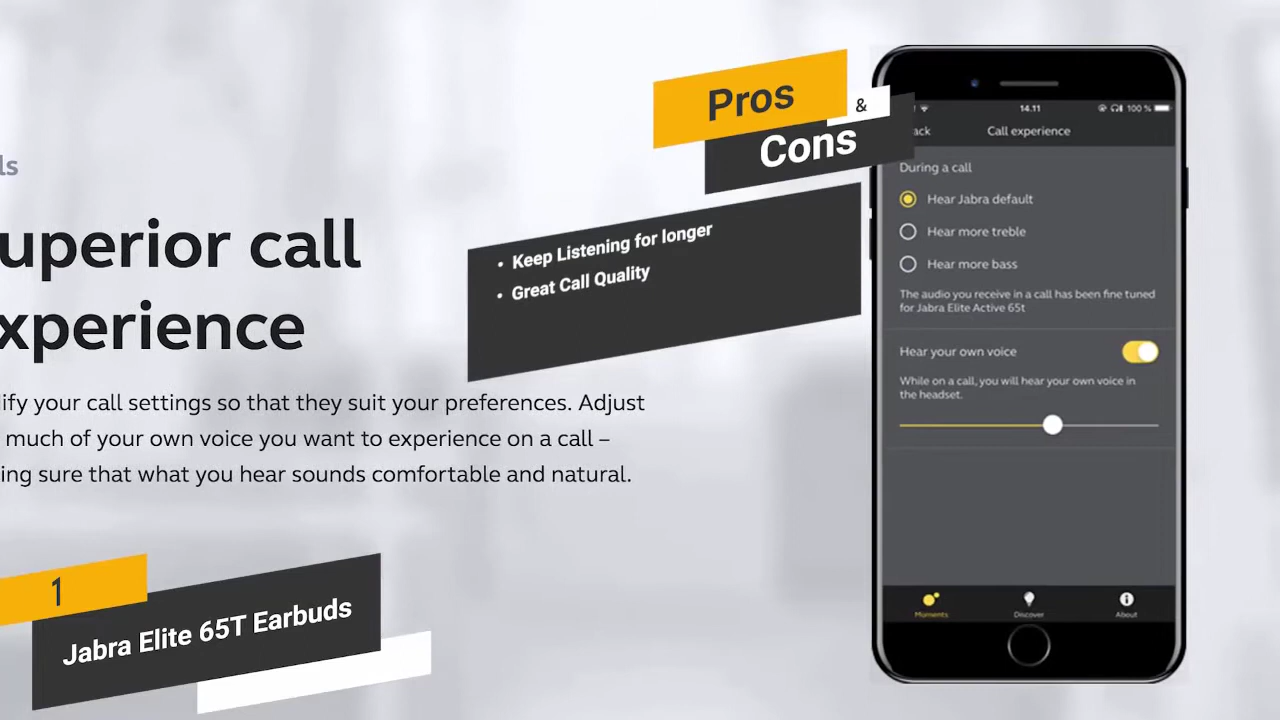 ls
uperior call
xperience
lify your call settings so that they suit your preferences. Adjust
much of your own voice you want to experience on a call –
ing sure that what you hear sounds comfortable and natural.
Pros
&
Cons
• Keep Listening for longer
• Great Call Quality
1
Jabra Elite 65T Earbuds
14.11
100 %
ack
Call experience
During a call
Hear Jabra default
Hear more treble
Hear more bass
The audio you receive in a call has been fine tuned
for Jabra Elite Active 65t
Hear your own voice
While on a call, you will hear your own voice in
the headset.
Moments
Discover
About